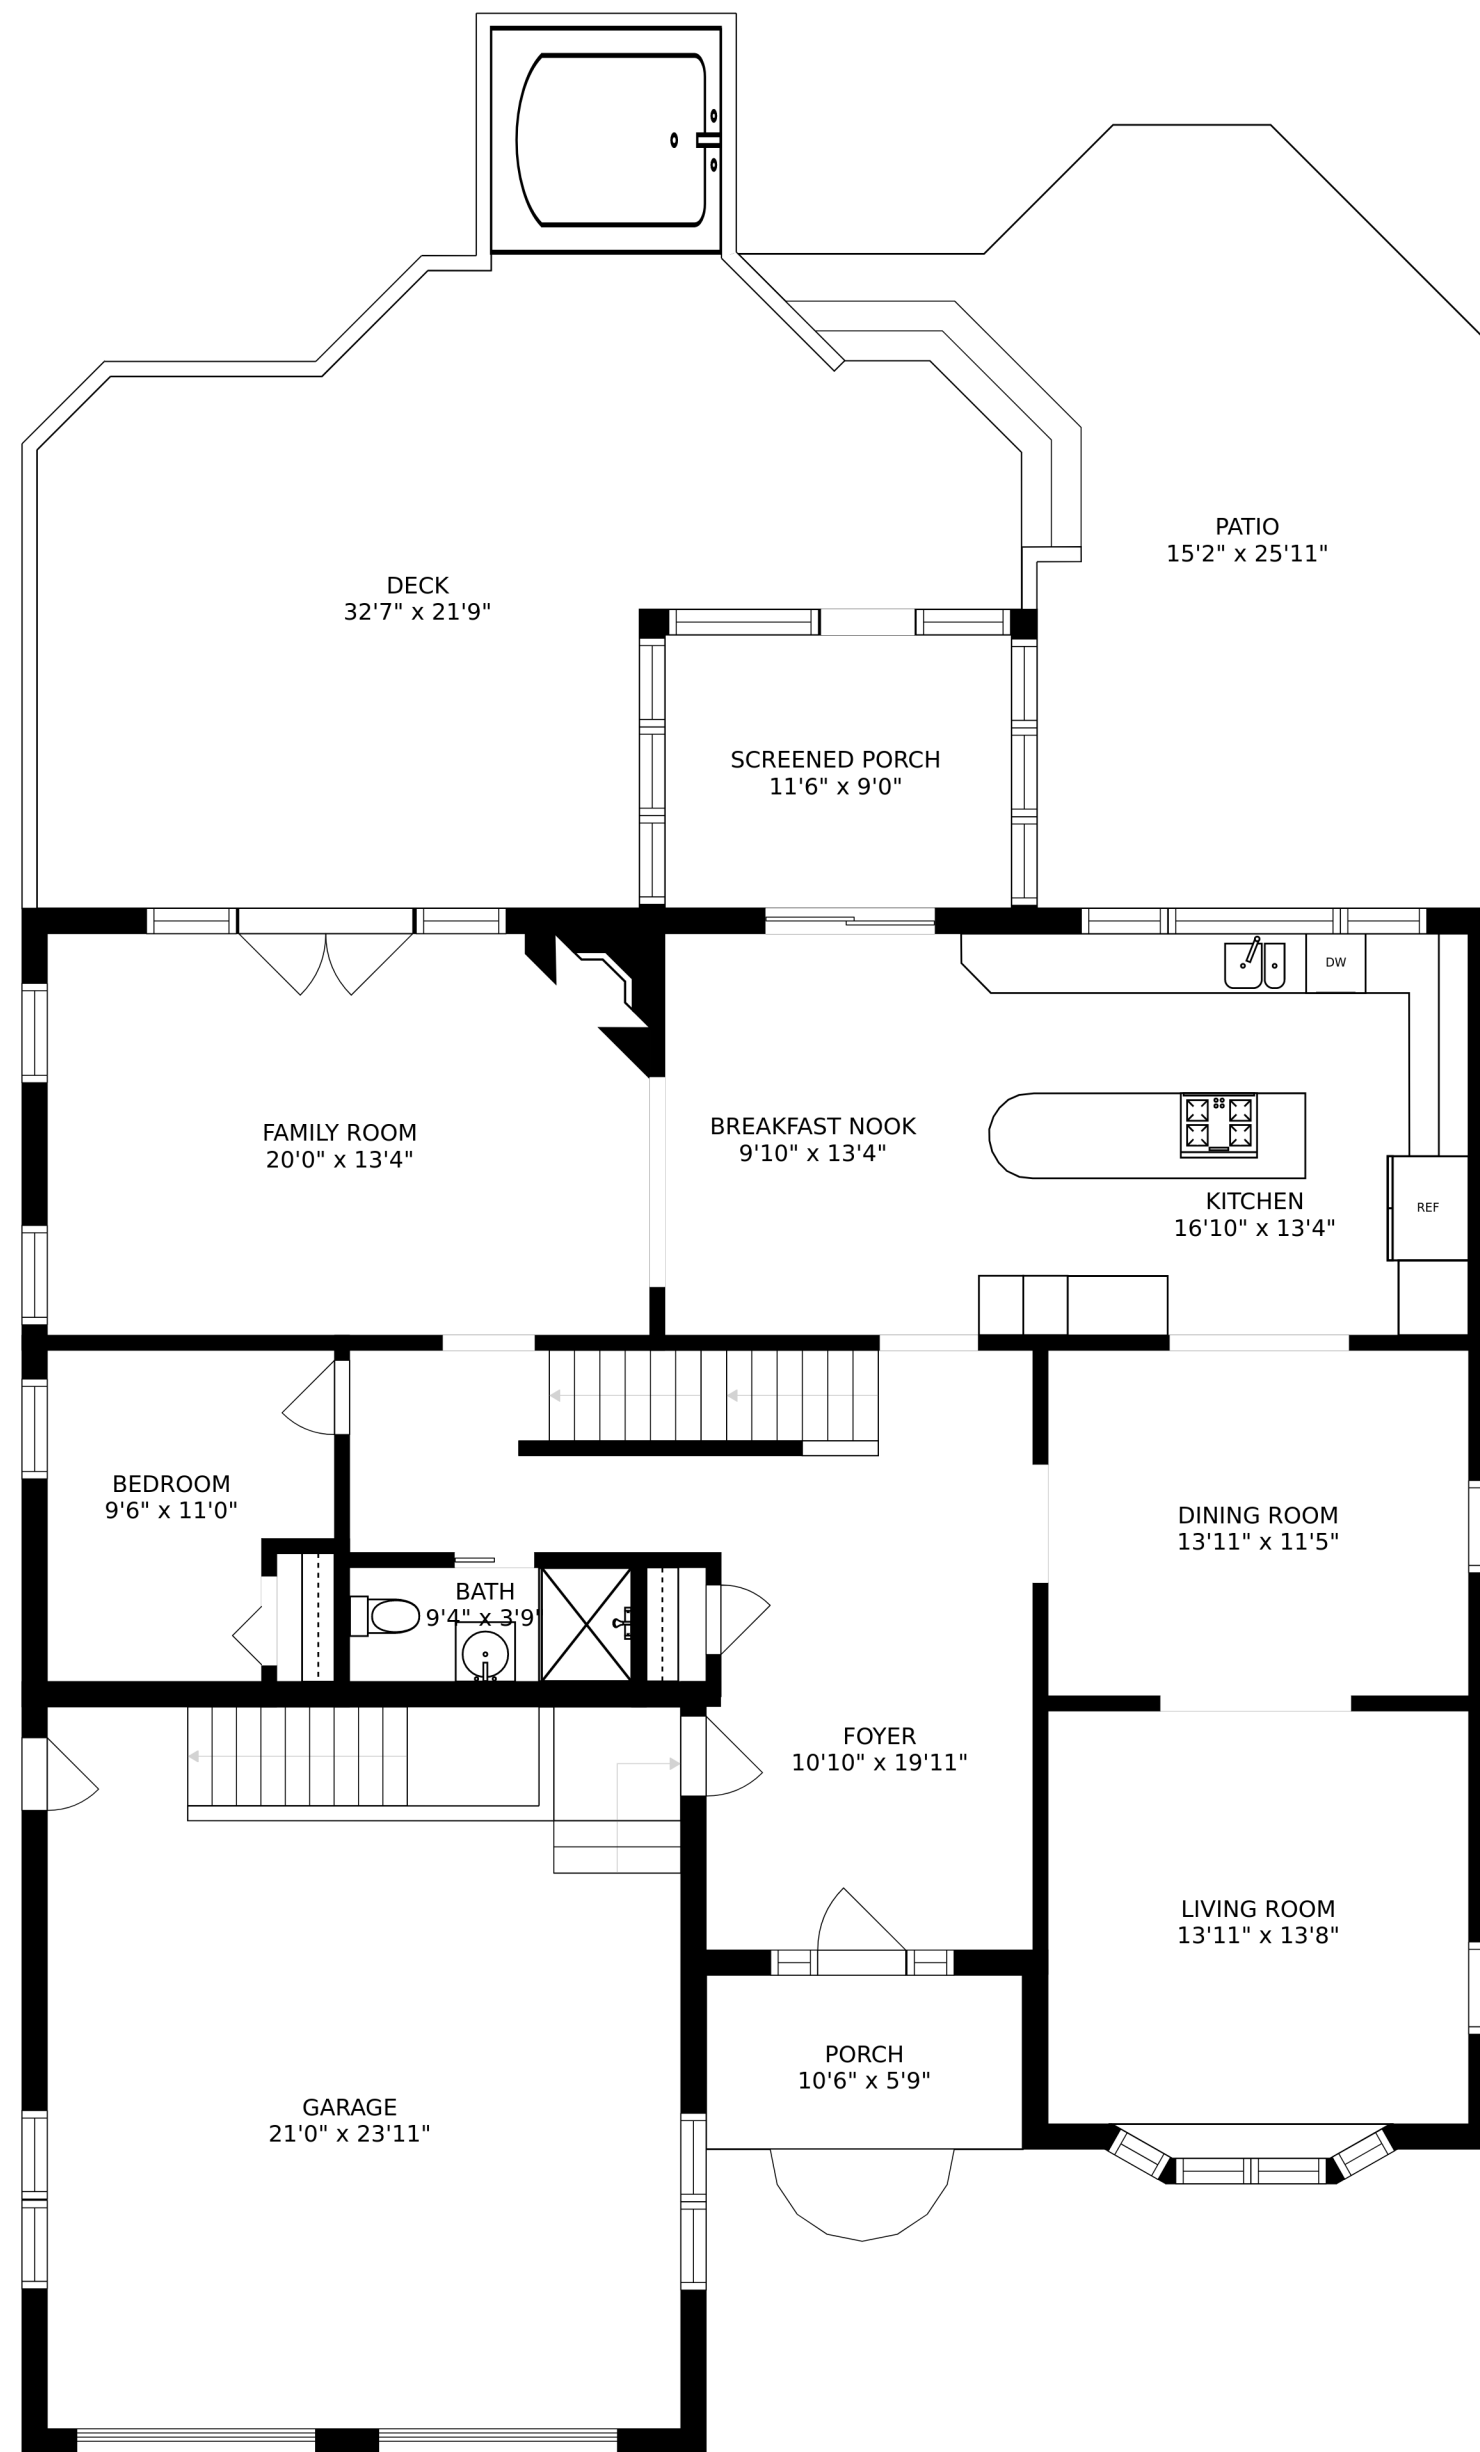 PATIO
15'2" x 25'11"
DECK
32'7" x 21'9"
SCREENED PORCH
11'6" x 9'0"
DW
FAMILY ROOM
20'0" x 13'4"
BREAKFAST NOOK
9'10" x 13'4"
KITCHEN
16'10" x 13'4"
REF
BEDROOM
9'6" x 11'0"
DINING ROOM
13'11" x 11'5"
BATH
9'4" x 3'9"
FOYER
10'10" x 19'11"
LIVING ROOM
13'11" x 13'8"
PORCH
10'6" x 5'9"
GARAGE
21'0" x 23'11"